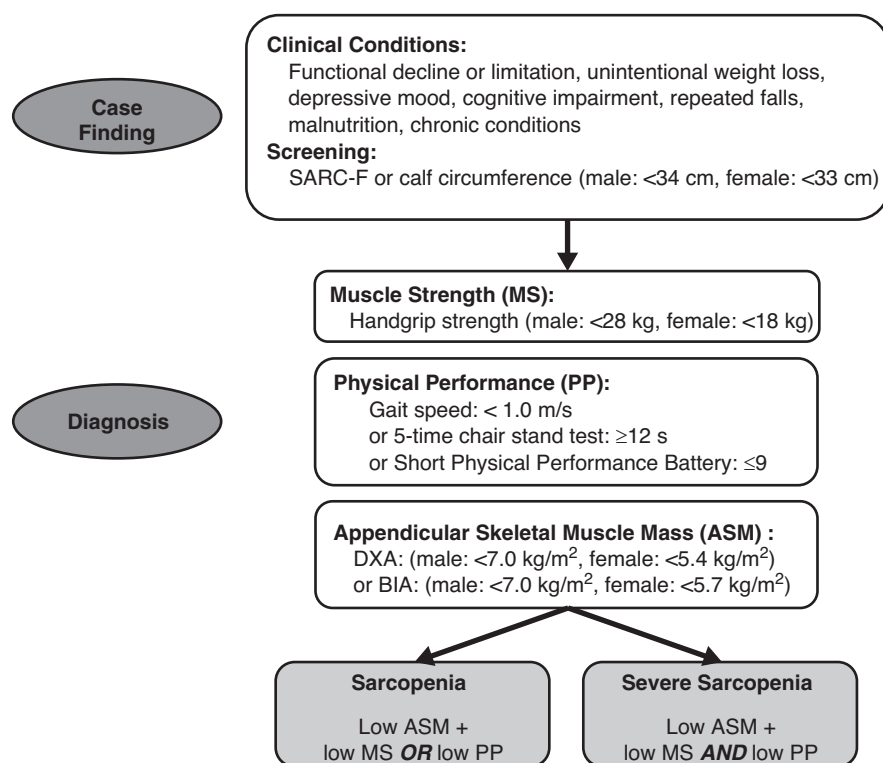 Case
Finding
Clinical Conditions:
Functional decline or limitation, unintentional weight loss,
depressive mood, cognitive impairment, repeated falls,
malnutrition, chronic conditions
Screening:
SARC-F or calf circumference (male: <34 cm, female: <33 cm)
Muscle Strength (MS):
Handgrip strength (male: <28 kg, female: <18 kg)
Diagnosis
Physical Performance (PP):
Gait speed: < 1.0 m/s
or 5-time chair stand test: ≥12 s
or Short Physical Performance Battery: ≤9
Appendicular Skeletal Muscle Mass (ASM) :
DXA: (male: <7.0 kg/m², female: <5.4 kg/m²)
or BIA: (male: <7.0 kg/m², female: <5.7 kg/m²)
Sarcopenia
Low ASM +
low MS OR low PP
Severe Sarcopenia
Low ASM +
low MS AND low PP